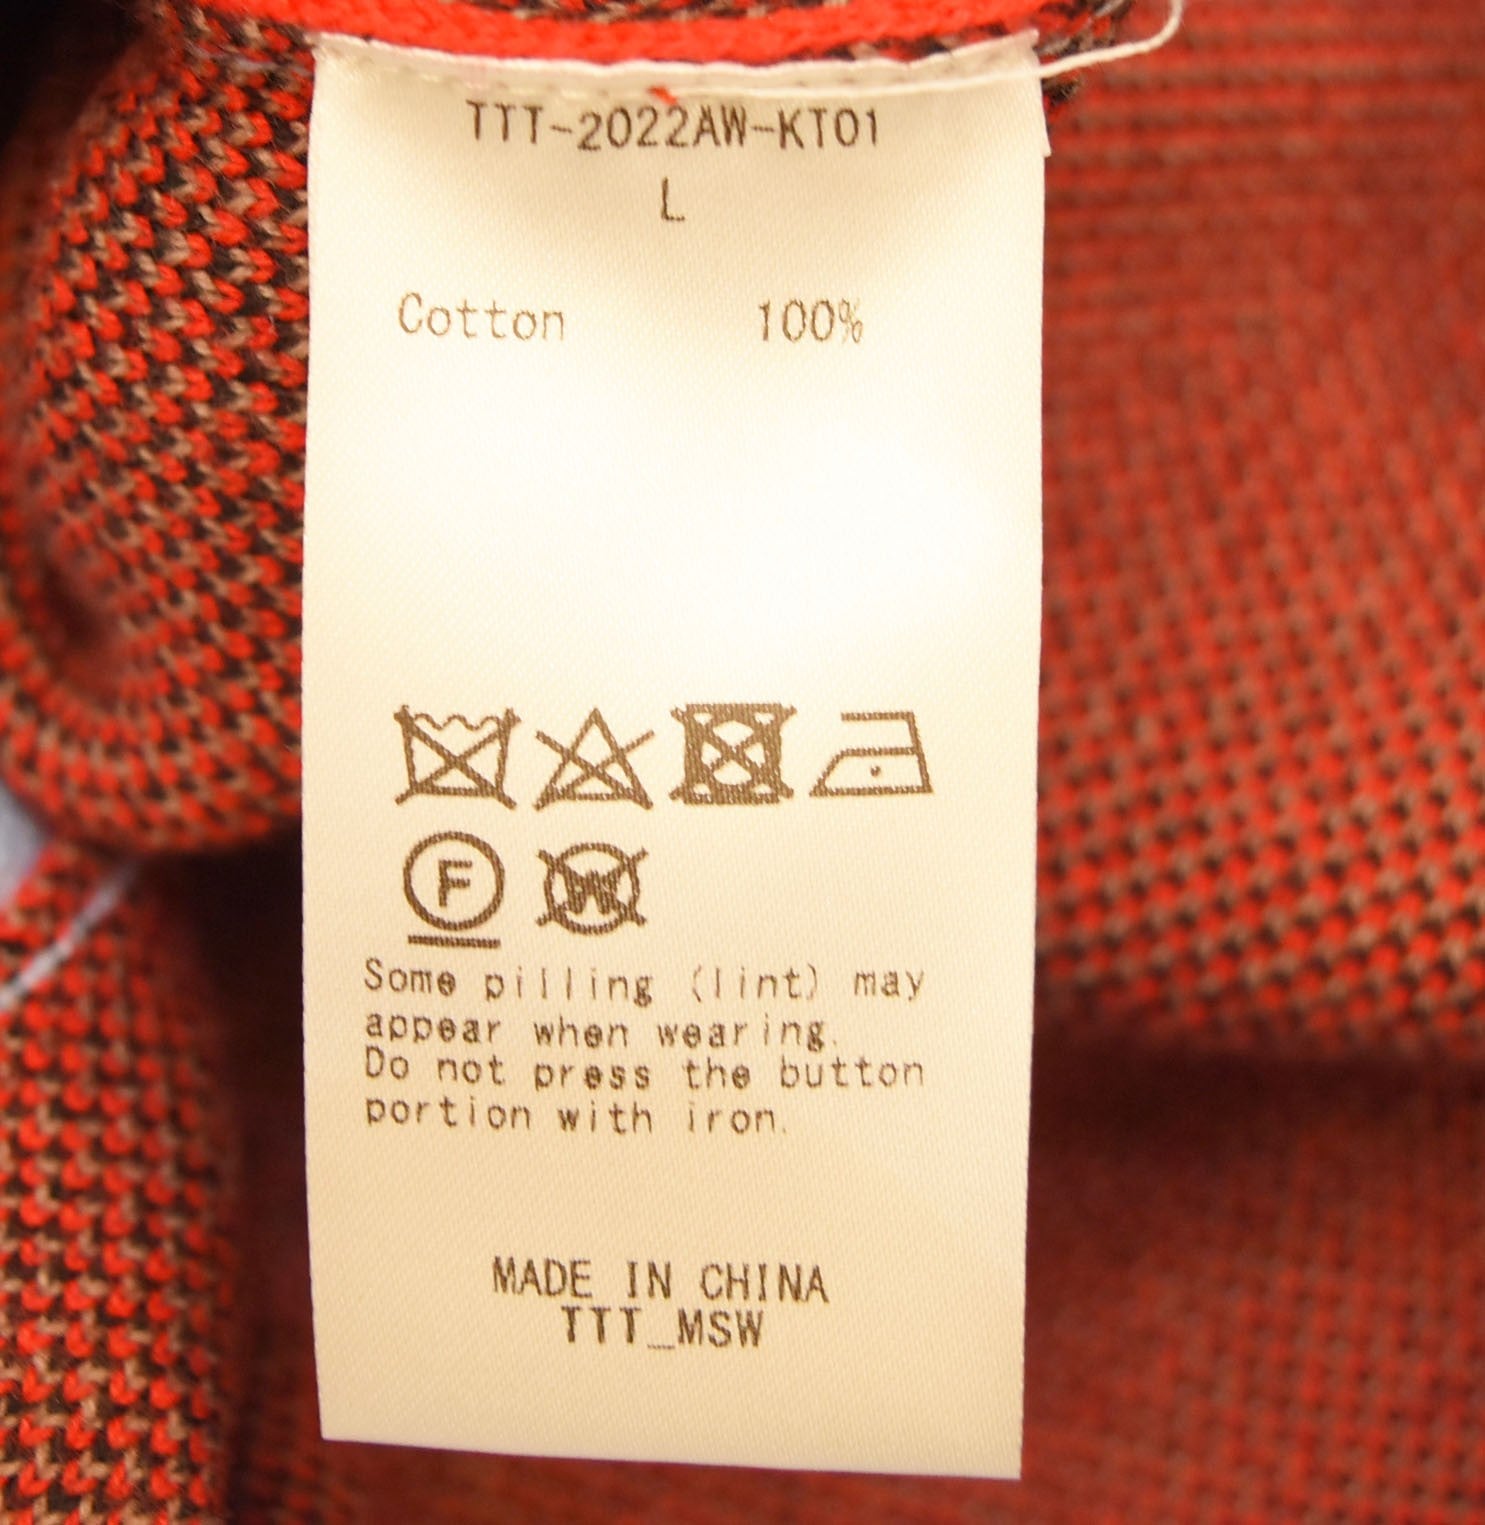 TTT-2022AW-KT01
L
Cotton 100%
F W
Some pilling (lint) may
appear when wearing.
Do not press the button
portion with iron.
MADE IN CHINA
TTT_MSW